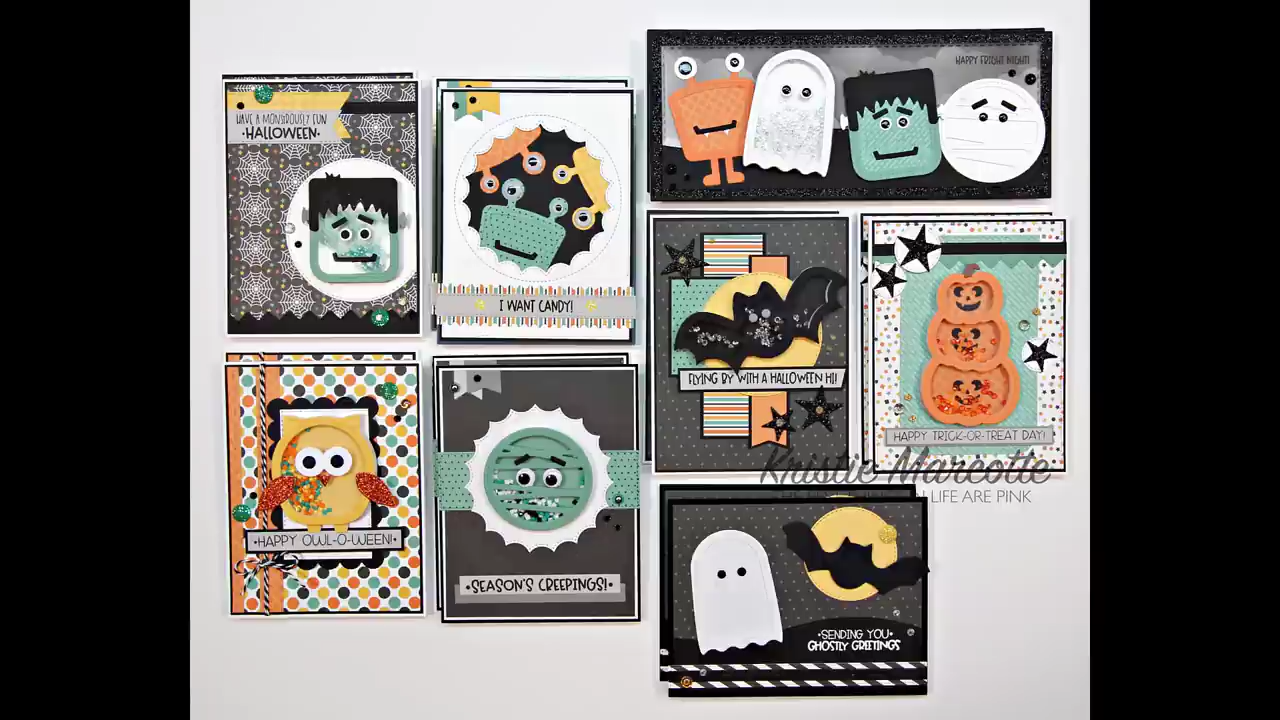 HAVE A MONSTROUSLY FUN
•HALLOWEEN•
I WANT CANDY!
HAPPY FRIGHT NIGHT!
FLYING BY WITH A HALLOWEEN HI!
HAPPY TRICK-OR-TREAT DAY!
•HAPPY OWL-O-WEEN!•
•SEASON'S CREEPINGS!•
Kristie Marcotte
LIFE ARE PINK
•SENDING YOU•
GHOSTLY GREETINGS